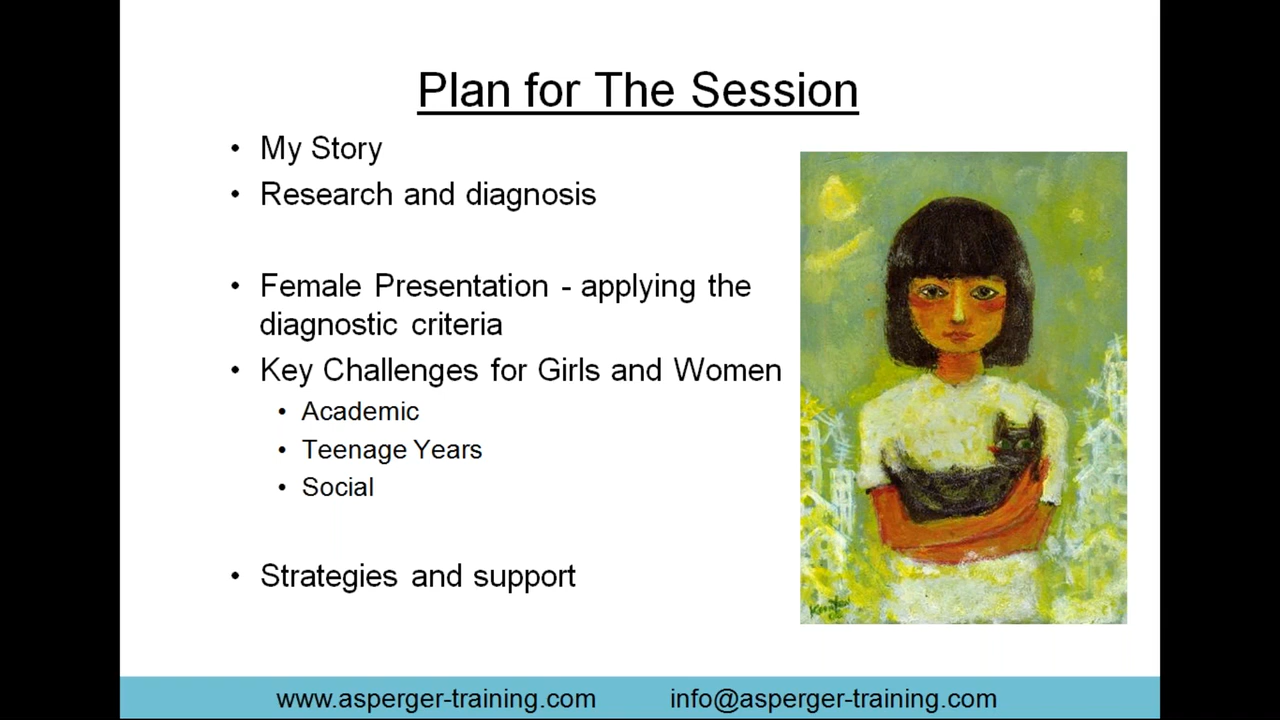 Plan for The Session
• My Story
• Research and diagnosis
• Female Presentation - applying the
diagnostic criteria
• Key Challenges for Girls and Women
• Academic
• Teenage Years
• Social
• Strategies and support
www.asperger-training.com info@asperger-training.com